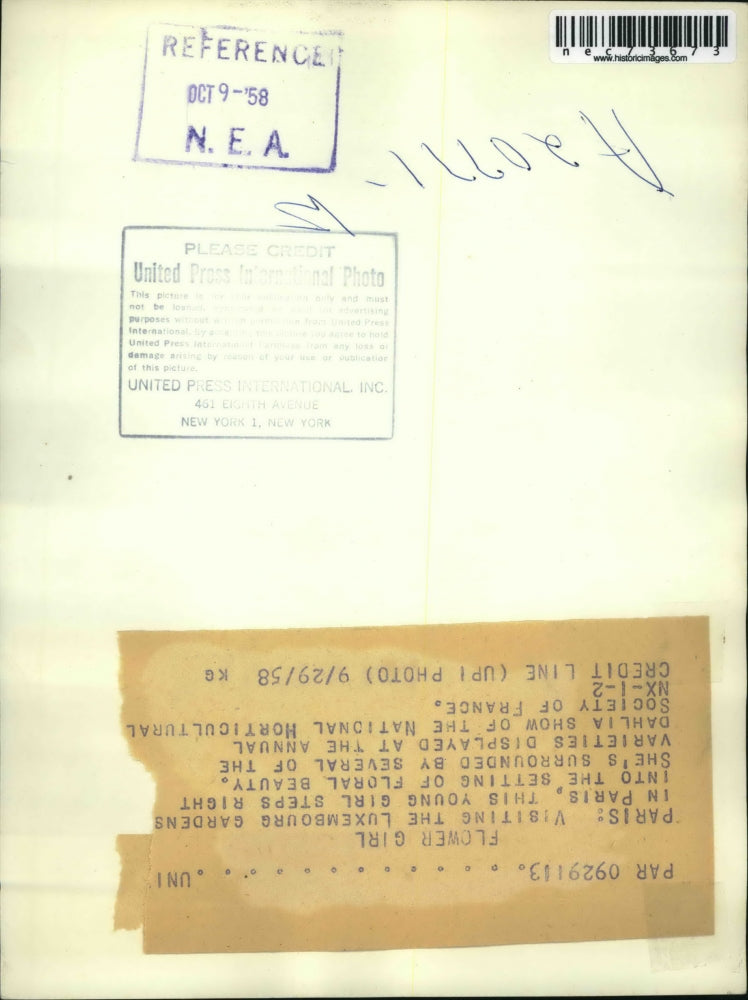 nec73673
www.historicimages.com
REFERENCE
OCT 9-'58
N. E. A.
PLEASE CREDIT
United Press International Photo
This picture is for your publication only and must
not be loaned, syndicated or used for advertising
purposes without written permission from United Press
International. By accepting this picture you agree to hold
United Press International harmless from any loss or
damage arising by reason of your use or publication
of this picture.
UNITED PRESS INTERNATIONAL, INC.
461 EIGHTH AVENUE
NEW YORK 1, NEW YORK
PAR 0929113. . . . . . . . . . . . . . . UNI
FLOWER GIRL
PARIS: VISITING THE LUXEMBOURG GARDENS
IN PARIS, THIS YOUNG GIRL STEPS RIGHT
INTO THE SETTING OF FLORAL BEAUTY.
SHE'S SURROUNDED BY SEVERAL OF THE
VARIETIES DISPLAYED AT THE ANNUAL
DAHLIA SHOW OF THE NATIONAL HORTICULTURAL
SOCIETY OF FRANCE.
NX-1-2
CREDIT LINE (UPI PHOTO) 9/29/58 KG